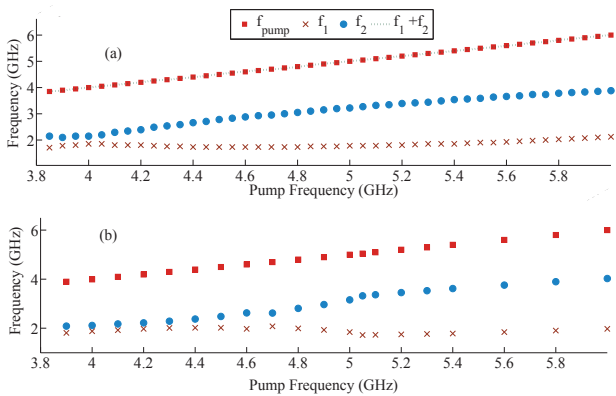 f_pump f_1 f_2 f_1 +f_2
(a)
Frequency (GHz)
6
5
4
3
2
3.8 4 4.2 4.4 4.6 4.8 5 5.2 5.4 5.6 5.8
Pump Frequency (GHz)
(b)
Frequency (GHz)
6
4
2
3.8 4 4.2 4.4 4.6 4.8 5 5.2 5.4 5.6 5.8
Pump Frequency (GHz)